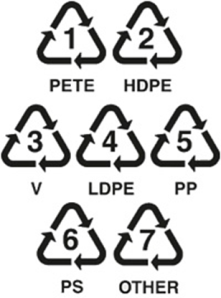 1 2
PETE HDPE
3 4 5
V LDPE PP
6 7
PS OTHER